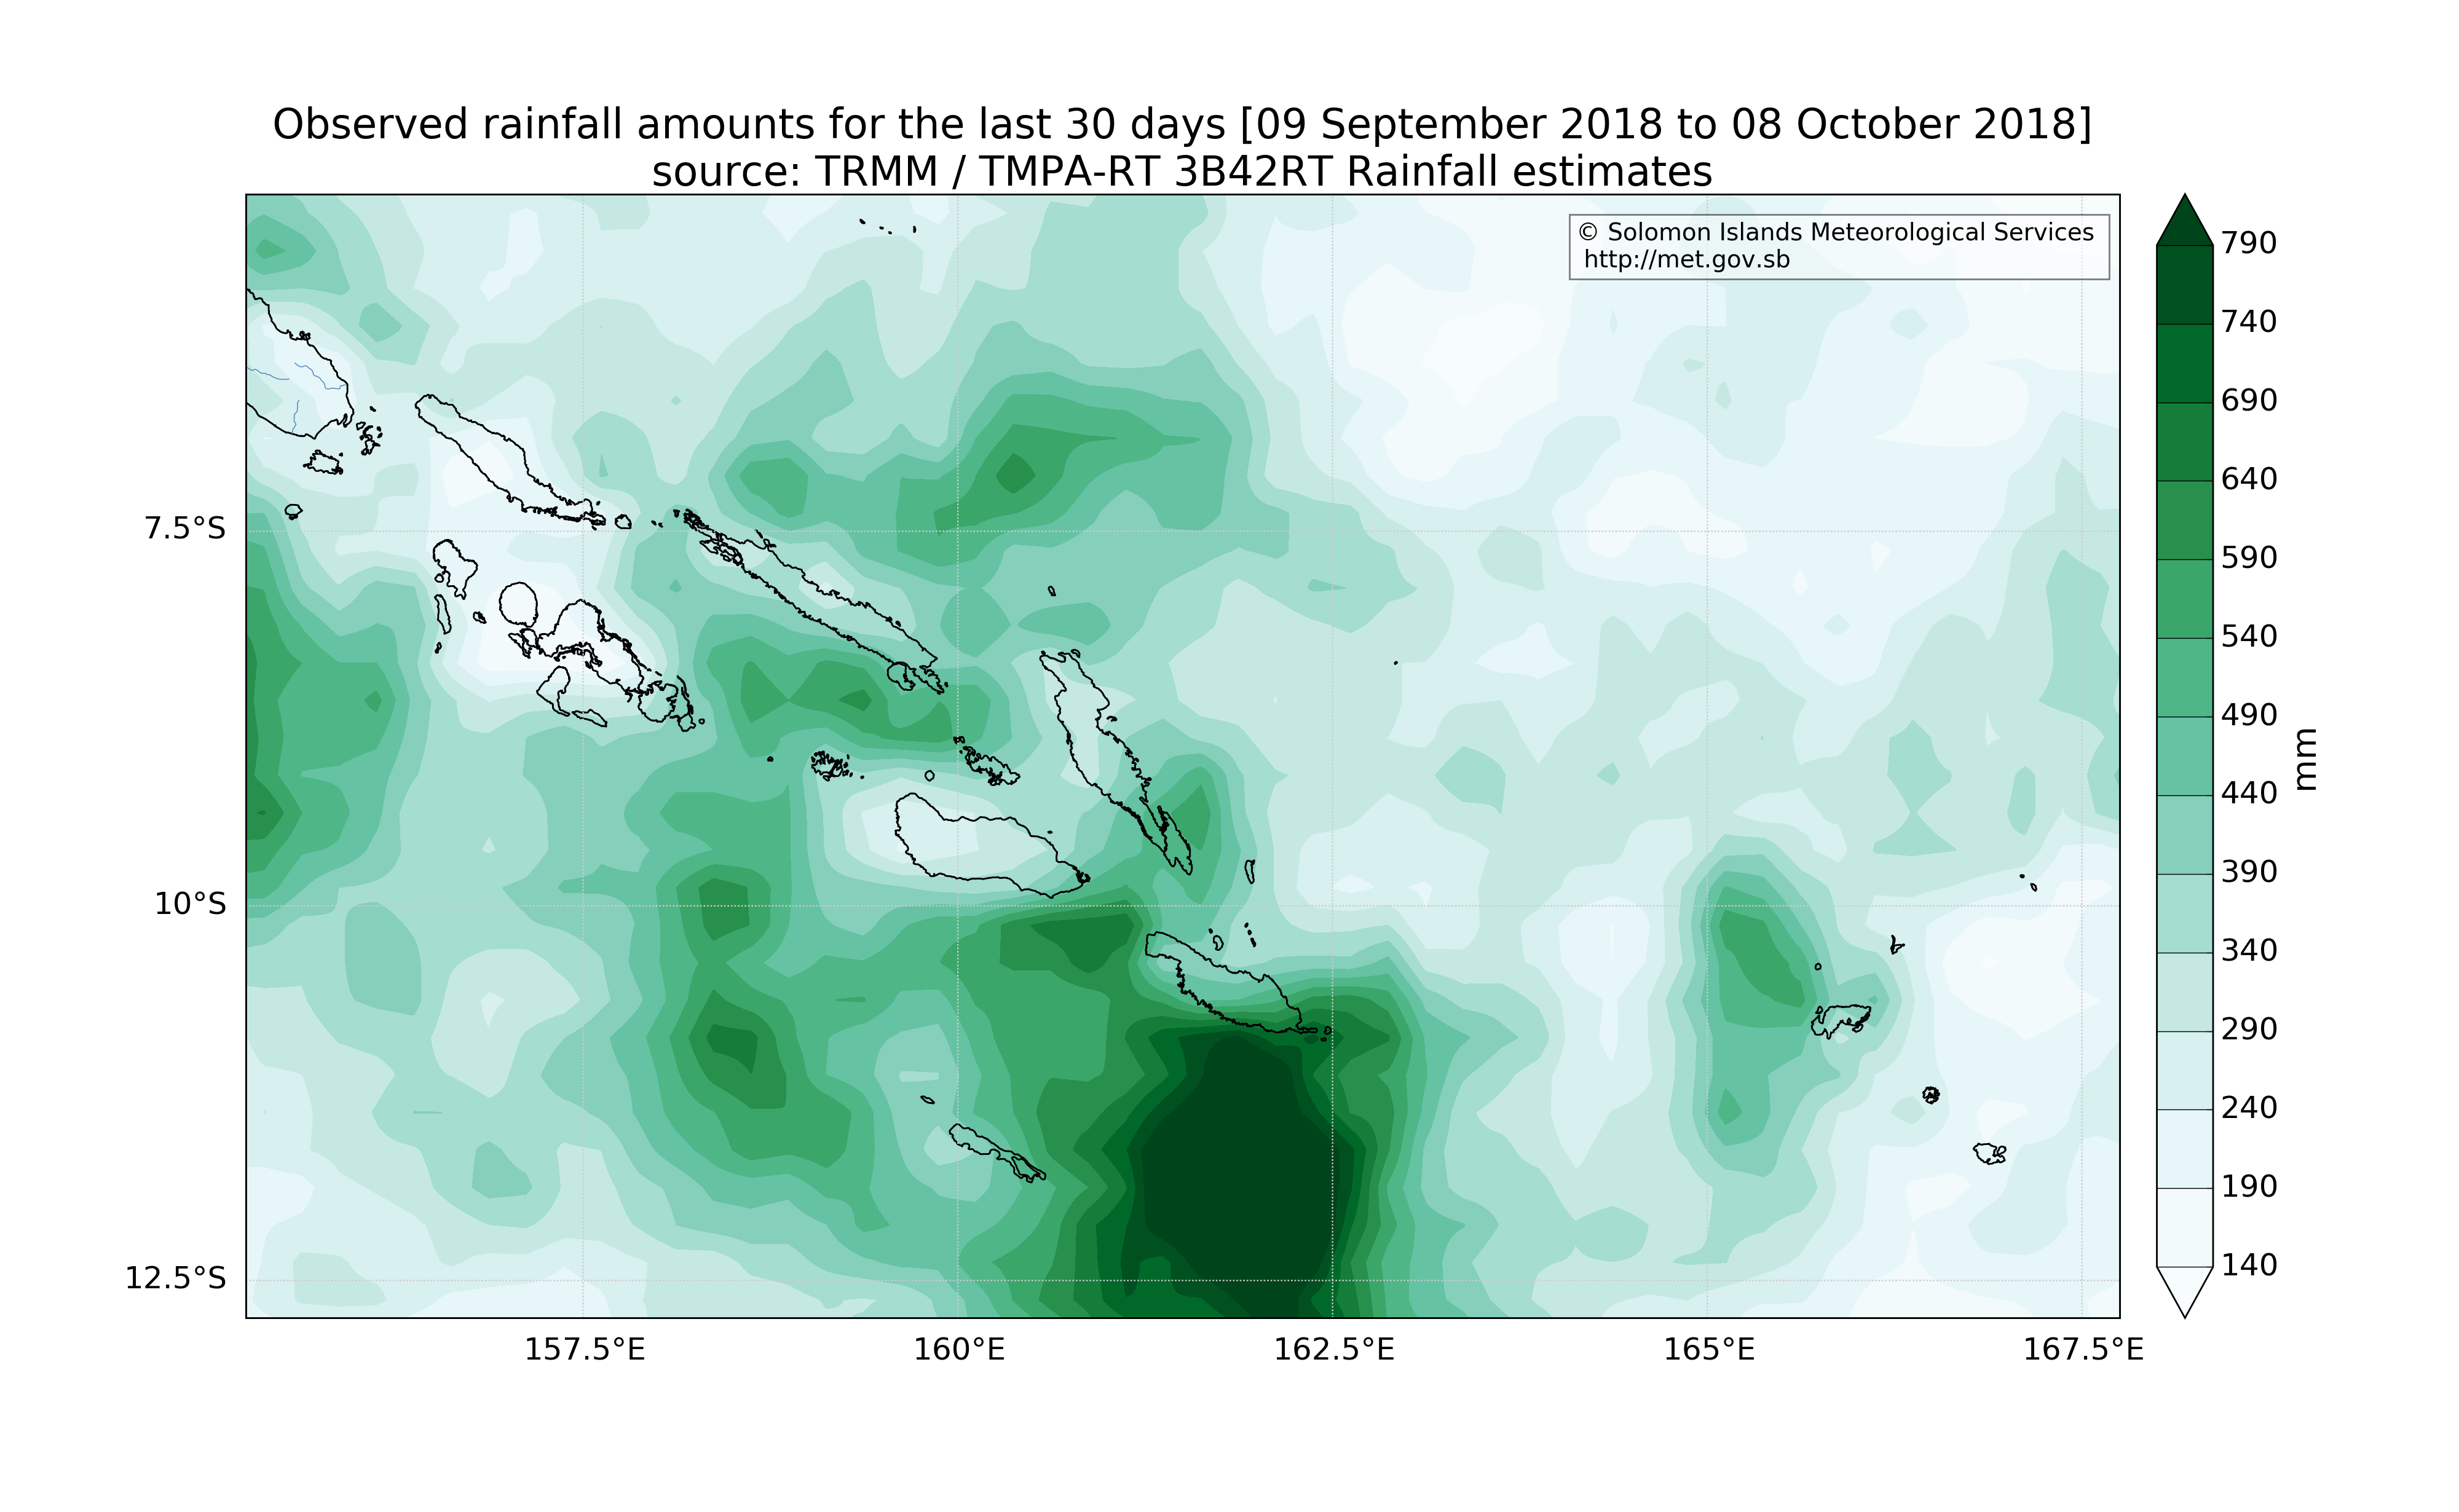 Observed rainfall amounts for the last 30 days [09 September 2018 to 08 October 2018]
source: TRMM / TMPA-RT 3B42RT Rainfall estimates
© Solomon Islands Meteorological Services
http://met.gov.sb
7.5°S
10°S
12.5°S
157.5°E
160°E
162.5°E
165°E
167.5°E
790
740
690
640
590
540
490
440
390
340
290
240
190
140
mm